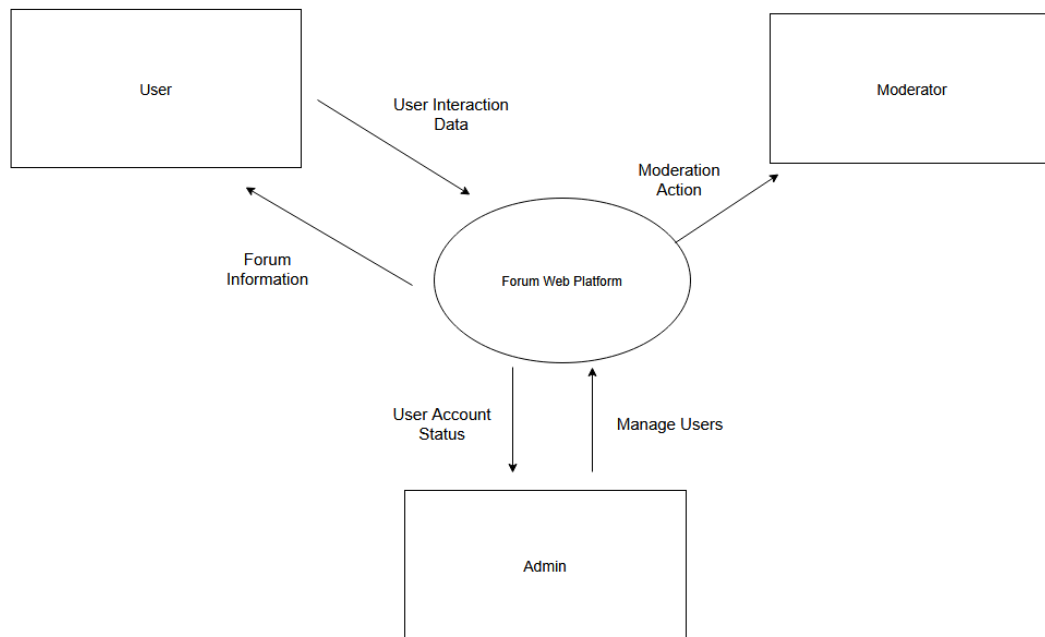 User
Moderator
User Interaction
Data
Moderation
Action
Forum
Information
Forum Web Platform
User Account
Status
Manage Users
Admin